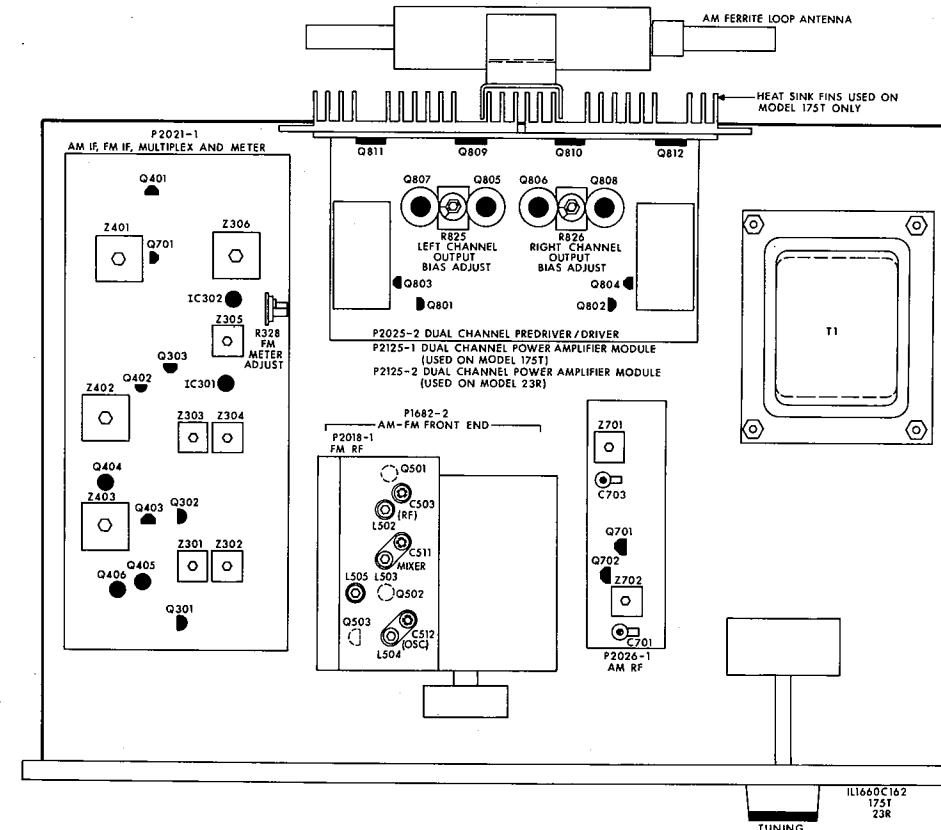 AM FERRITE LOOP ANTENNA
HEAT SINK FINS USED ON
MODEL 175T ONLY
P2021-1
AM IF, FM IF, MULTIPLEX AND METER
Q811
Q809
Q810
Q812
Q401
Q807
Q805
Q806
Q808
Z401
Z306
Q701
R825
LEFT CHANNEL
OUTPUT
BIAS ADJUST
R826
RIGHT CHANNEL
OUTPUT
BIAS ADJUST
Q803
Q801
Q804
Q802
IC302
Z305
R328
FM
METER
ADJUST
T1
P2025-2 DUAL CHANNEL PREDRIVER/DRIVER
P2125-1 DUAL CHANNEL POWER AMPLIFIER MODULE
(USED ON MODEL 175T)
P2125-2 DUAL CHANNEL POWER AMPLIFIER MODULE
(USED ON MODEL 23R)
Q303
Q402
IC301
Z402
Z303
Z304
P1682-2
AM-FM FRONT END
P2018-1
FM RF
Z701
Q501
C703
C503
(RF)
L502
Q404
Z403
Q403
Q302
C511
MIXER
L503
L505
Q502
Q701
Q702
Z702
Z301
Z302
Q406
Q405
Q301
Q503
C512
(OSC)
L504
C701
P2026-1
AM RF
IL1660C162
175T
23R
TUNING